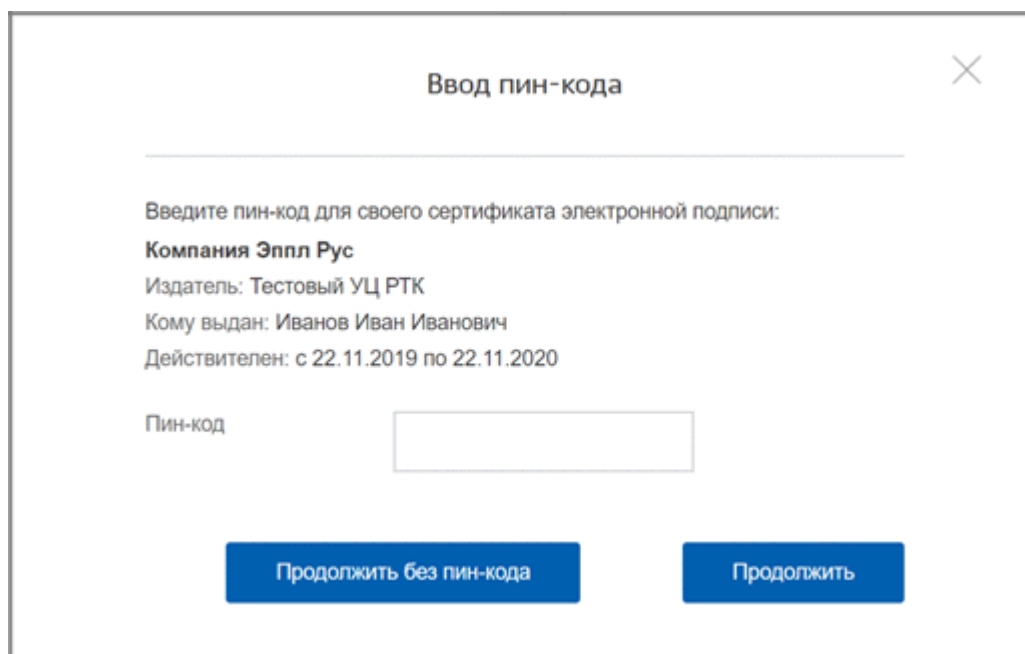 Ввод пин-кода
Введите пин-код для своего сертификата электронной подписи:
Компания Эппл Рус
Издатель: Тестовый УЦ РТК
Кому выдан: Иванов Иван Иванович
Действителен: с 22.11.2019 по 22.11.2020
Пин-код
Продолжить без пин-кода
Продолжить